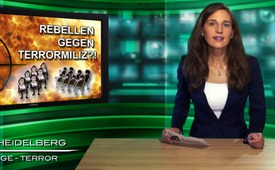 REBELLEN
GEGEN
TERRORMILIZ?!
HEIDELBERG
GE - TERROR